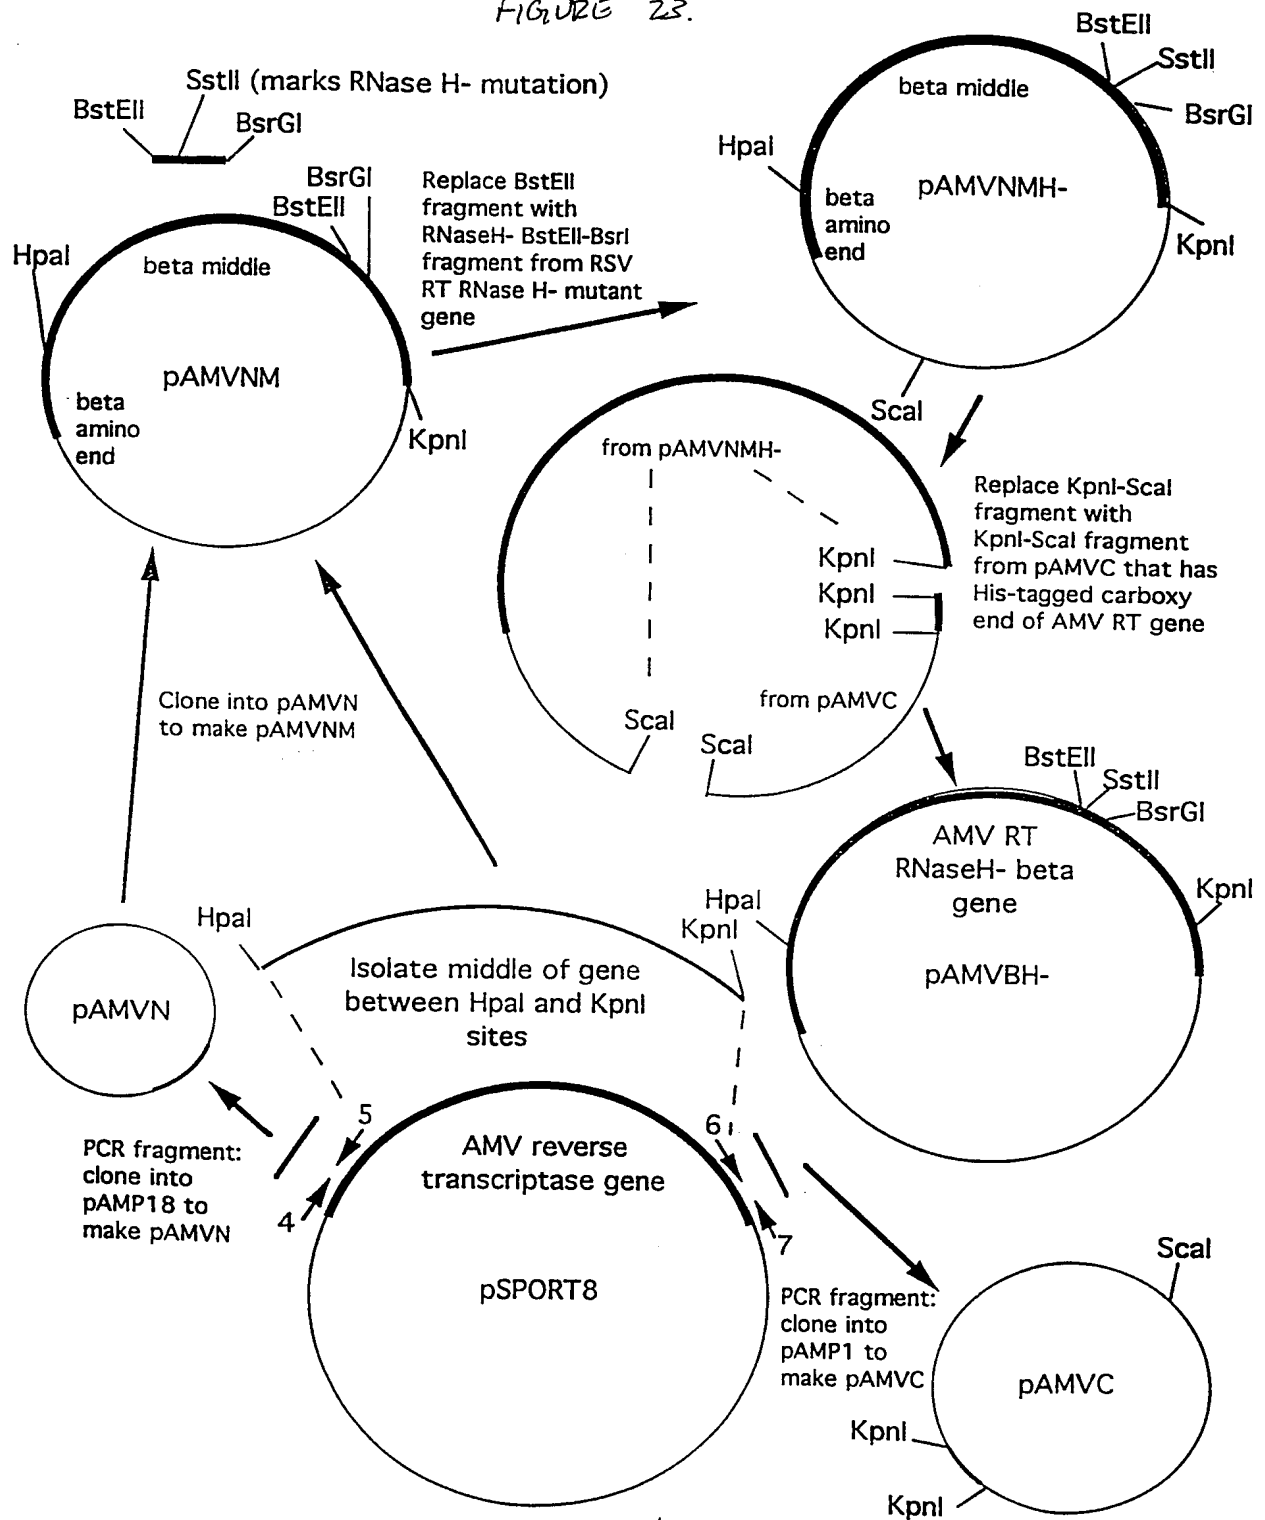 FIGURE 23.
SstII (marks RNase H- mutation)
BstEII
BsrGI
BsrGI
BstEII
HpaI
beta middle
pAMVNM
beta
amino
end
KpnI
Replace BstEII
fragment with
RNaseH- BstEII-BsrI
fragment from RSV
RT RNase H- mutant
gene
BstEII
SstII
BsrGI
beta middle
HpaI
pAMVNMH-
beta
amino
end
KpnI
ScaI
from pAMVNMH-
KpnI
KpnI
KpnI
from pAMVC
ScaI
ScaI
Replace KpnI-ScaI
fragment with
KpnI-ScaI fragment
from pAMVC that has
His-tagged carboxy
end of AMV RT gene
Clone into pAMVN
to make pAMVNM
BstEII
SstII
BsrGI
AMV RT
RNaseH- beta
gene
KpnI
HpaI
pAMVBH-
HpaI
KpnI
Isolate middle of gene
between HpaI and KpnI
sites
pAMVN
PCR fragment:
clone into
pAMP18 to
make pAMVN
5
4
6
7
AMV reverse
transcriptase gene
pSPORT8
PCR fragment:
clone into
pAMP1 to
make pAMVC
ScaI
pAMVC
KpnI
KpnI